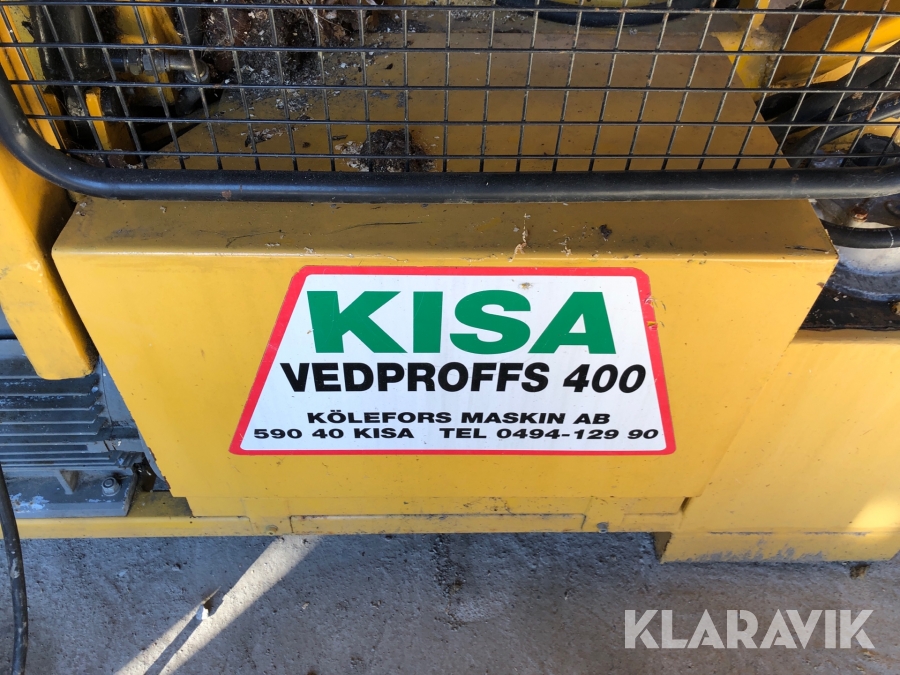 KISA
VEDPROFFS 400
KÖLEFORS MASKIN AB
590 40 KISA TEL 0494-129 90
KLARAVIK